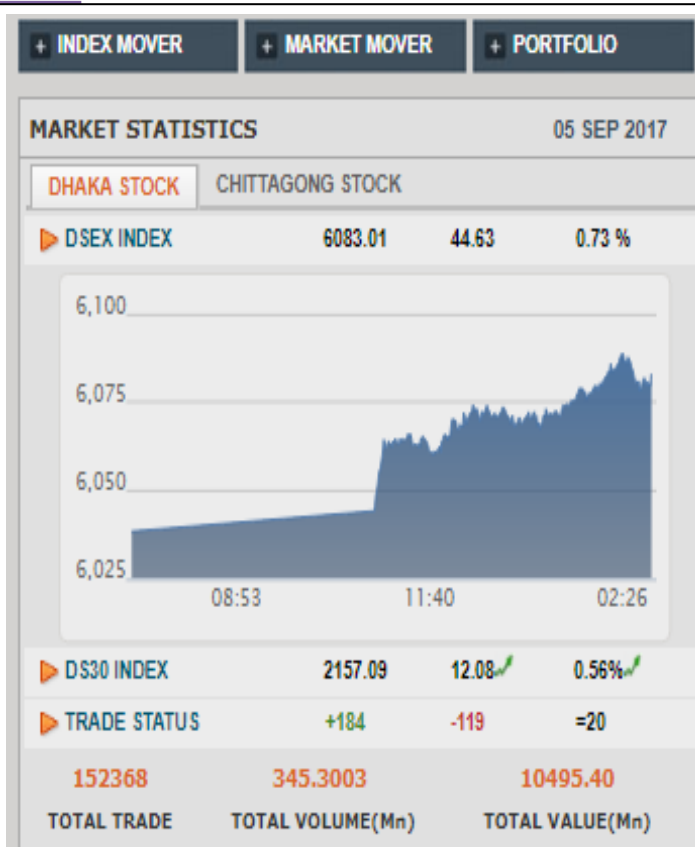 + INDEX MOVER + MARKET MOVER + PORTFOLIO
MARKET STATISTICS 05 SEP 2017
DHAKA STOCK CHITTAGONG STOCK
DSEX INDEX 6083.01 44.63 0.73 %
6,100
6,075
6,050
6,025
08:53 11:40 02:26
DS30 INDEX 2157.09 12.08 0.56%
TRADE STATUS +184 -119 =20
152368 345.3003 10495.40
TOTAL TRADE TOTAL VOLUME(Mn) TOTAL VALUE(Mn)